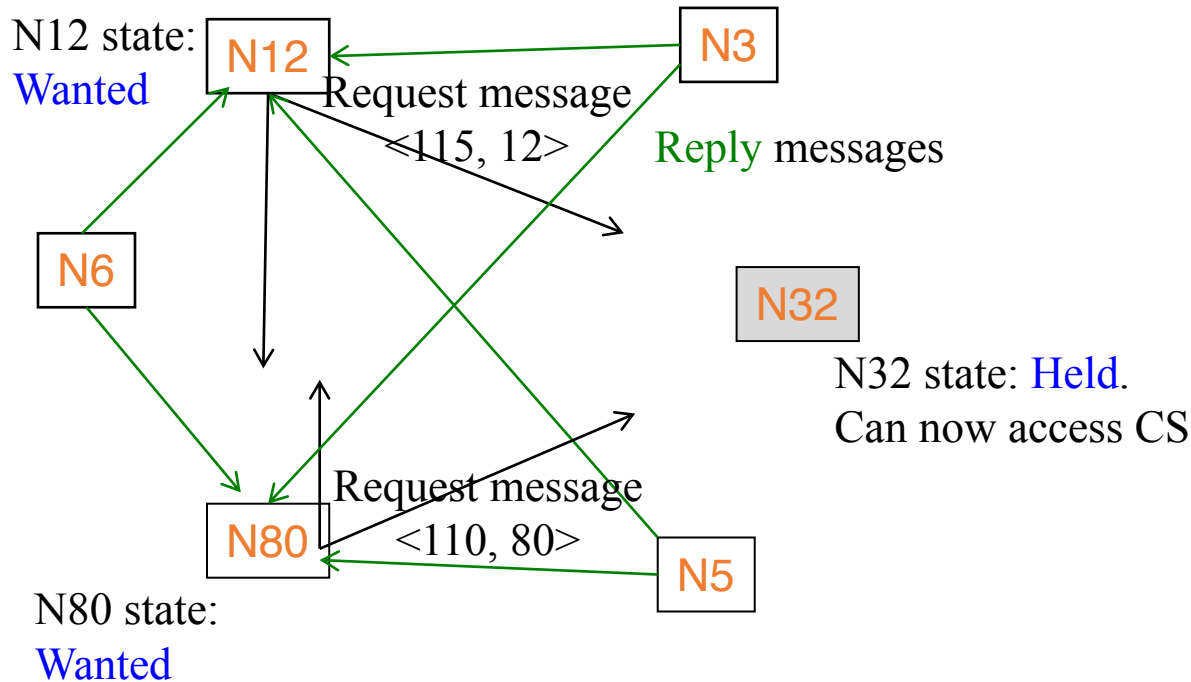 N12 state:
Wanted
N12
N3
Request message
<115, 12>
Reply messages
N6
N32
N32 state: Held.
Can now access CS
Request message
<110, 80>
N80
N5
N80 state:
Wanted